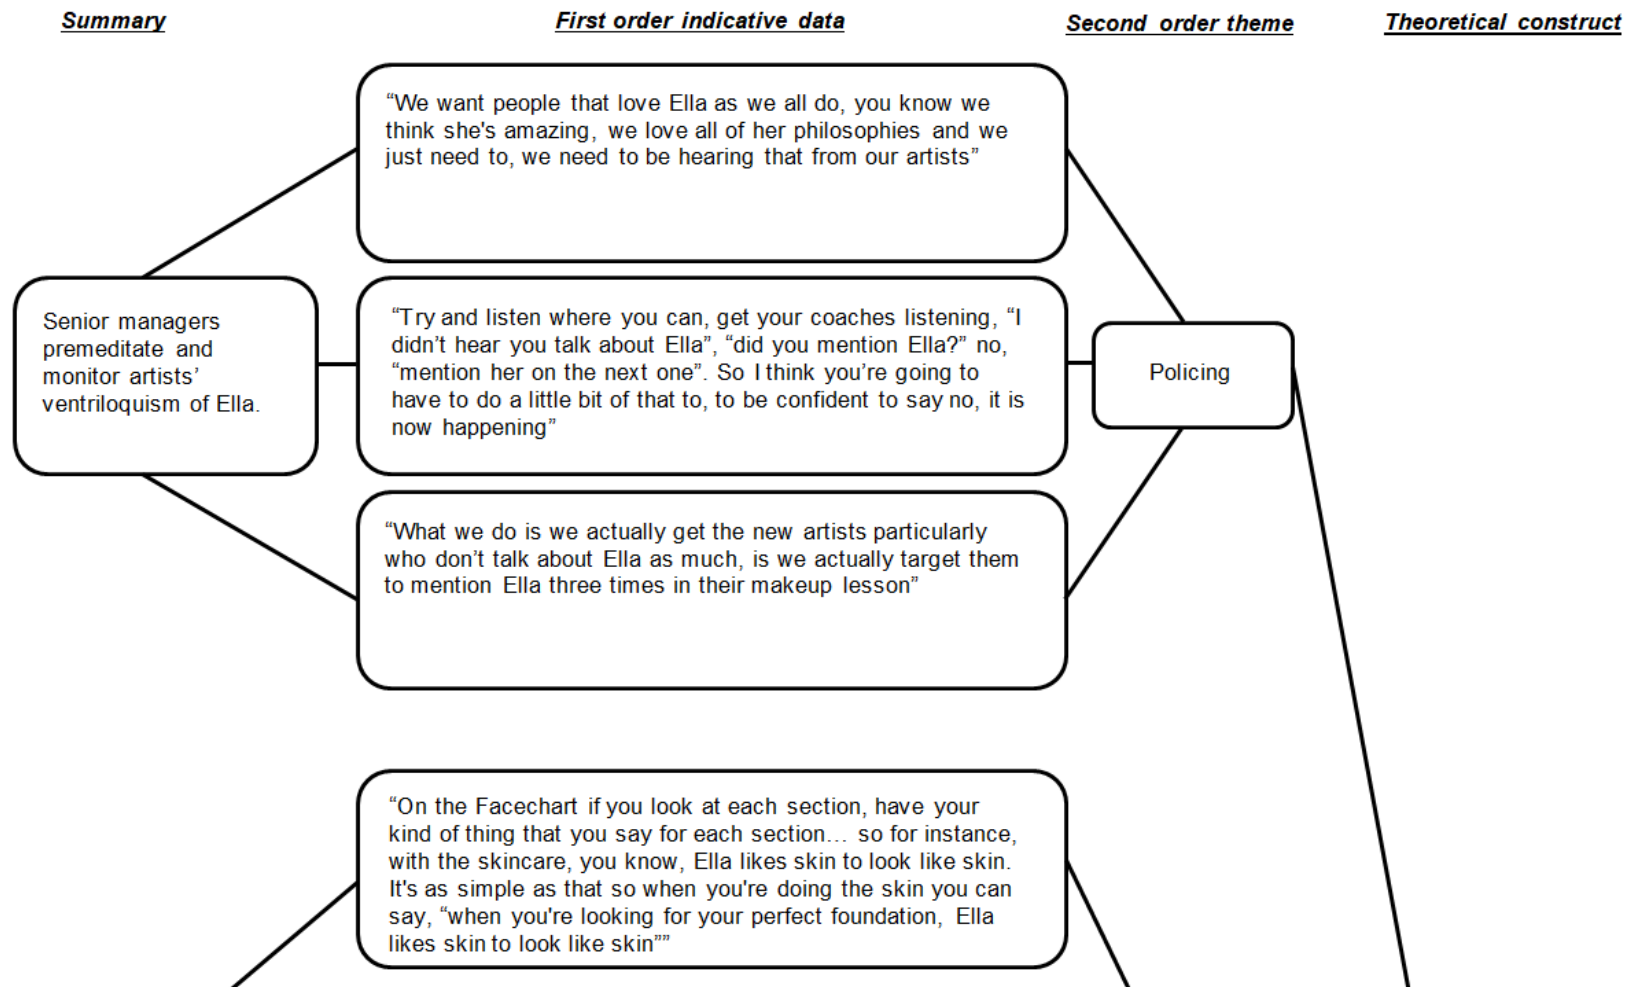 Summary
First order indicative data
Second order theme
Theoretical construct
“We want people that love Ella as we all do, you know we
think she's amazing, we love all of her philosophies and we
just need to, we need to be hearing that from our artists”
Senior managers
premeditate and
monitor artists’
ventriloquism of Ella.
“Try and listen where you can, get your coaches listening, “I
didn’t hear you talk about Ella”, “did you mention Ella?” no,
“mention her on the next one”. So I think you’re going to
have to do a little bit of that to, to be confident to say no, it is
now happening”
Policing
“What we do is we actually get the new artists particularly
who don’t talk about Ella as much, is we actually target them
to mention Ella three times in their makeup lesson”
“On the Facechart if you look at each section, have your
kind of thing that you say for each section… so for instance,
with the skincare, you know, Ella likes skin to look like skin.
It's as simple as that so when you're doing the skin you can
say, “when you're looking for your perfect foundation, Ella
likes skin to look like skin””